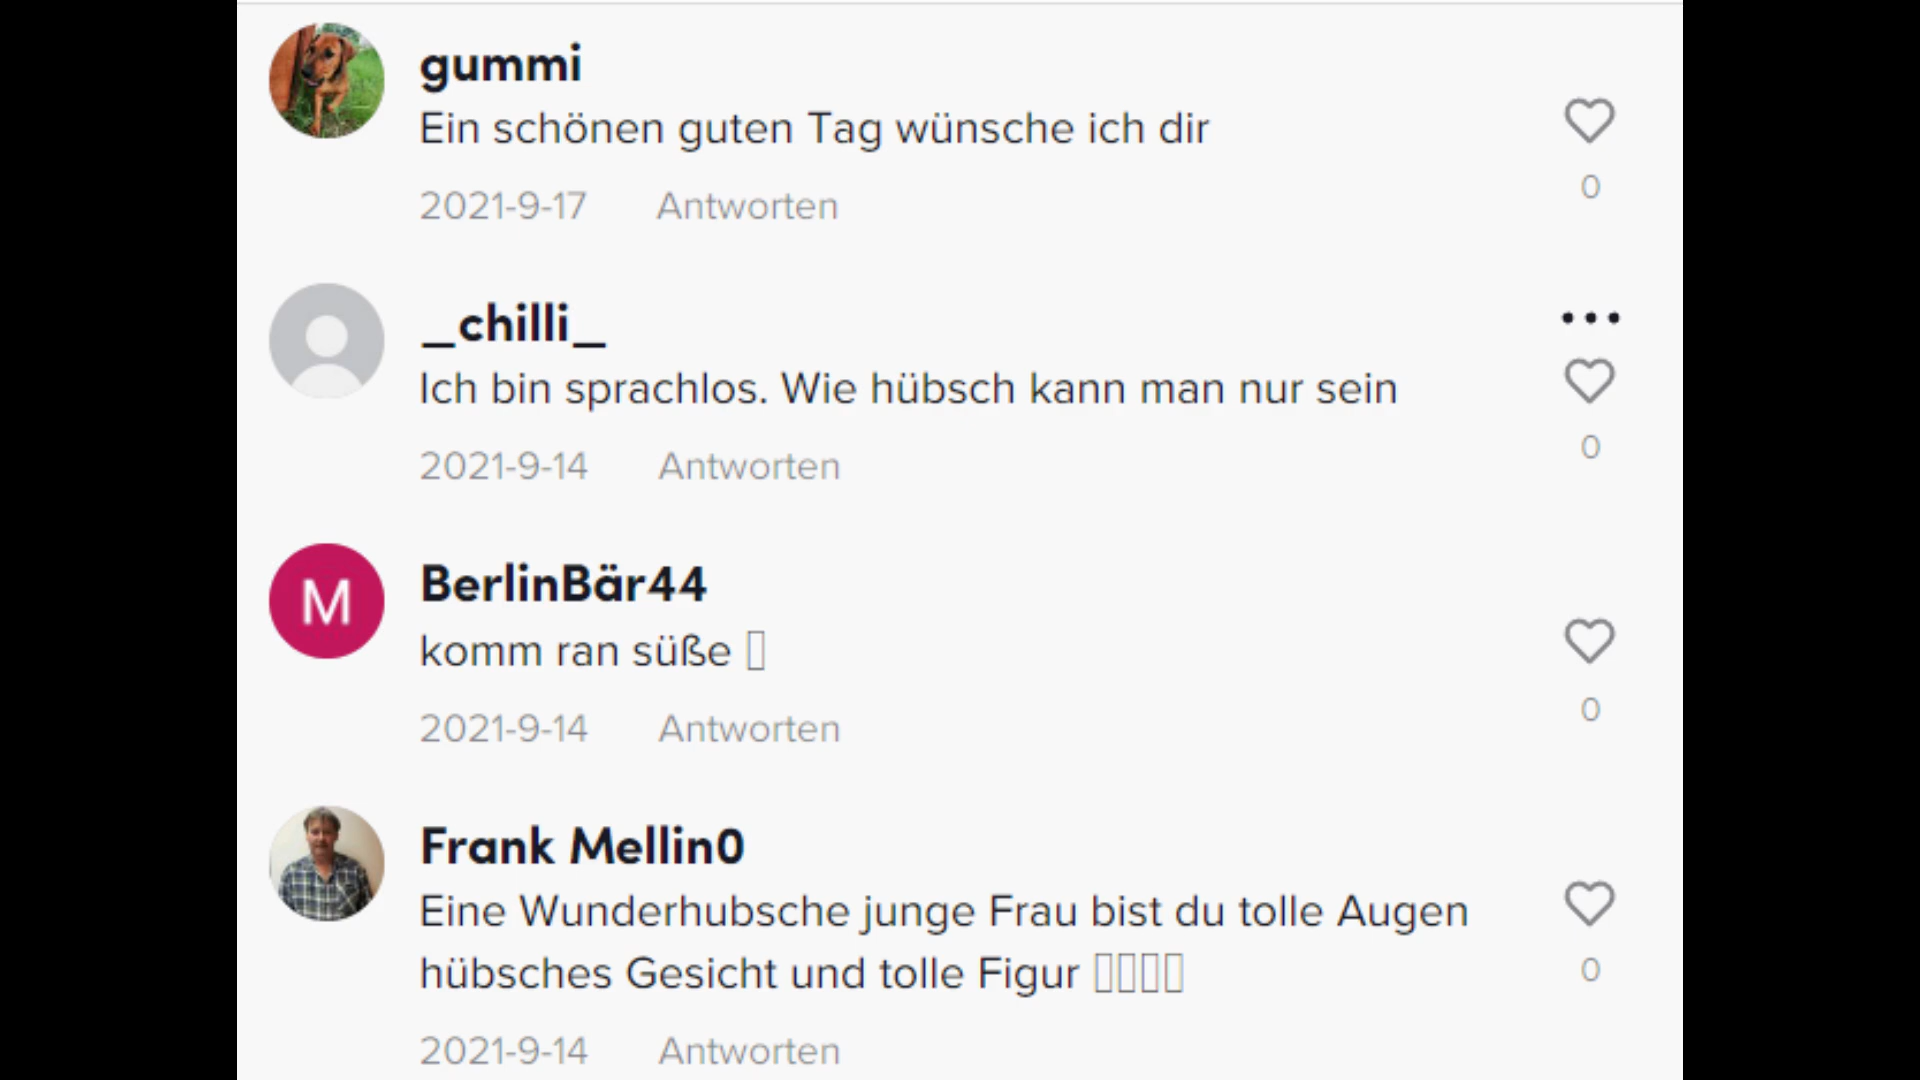 gummi
Ein schönen guten Tag wünsche ich dir
0
2021-9-17 Antworten
_chilli_
Ich bin sprachlos. Wie hübsch kann man nur sein
0
2021-9-14 Antworten
M
BerlinBär44
komm ran süße
0
2021-9-14 Antworten
Frank Mellin0
Eine Wunderhubsche junge Frau bist du tolle Augen
hübsches Gesicht und tolle Figur
0
2021-9-14 Antworten